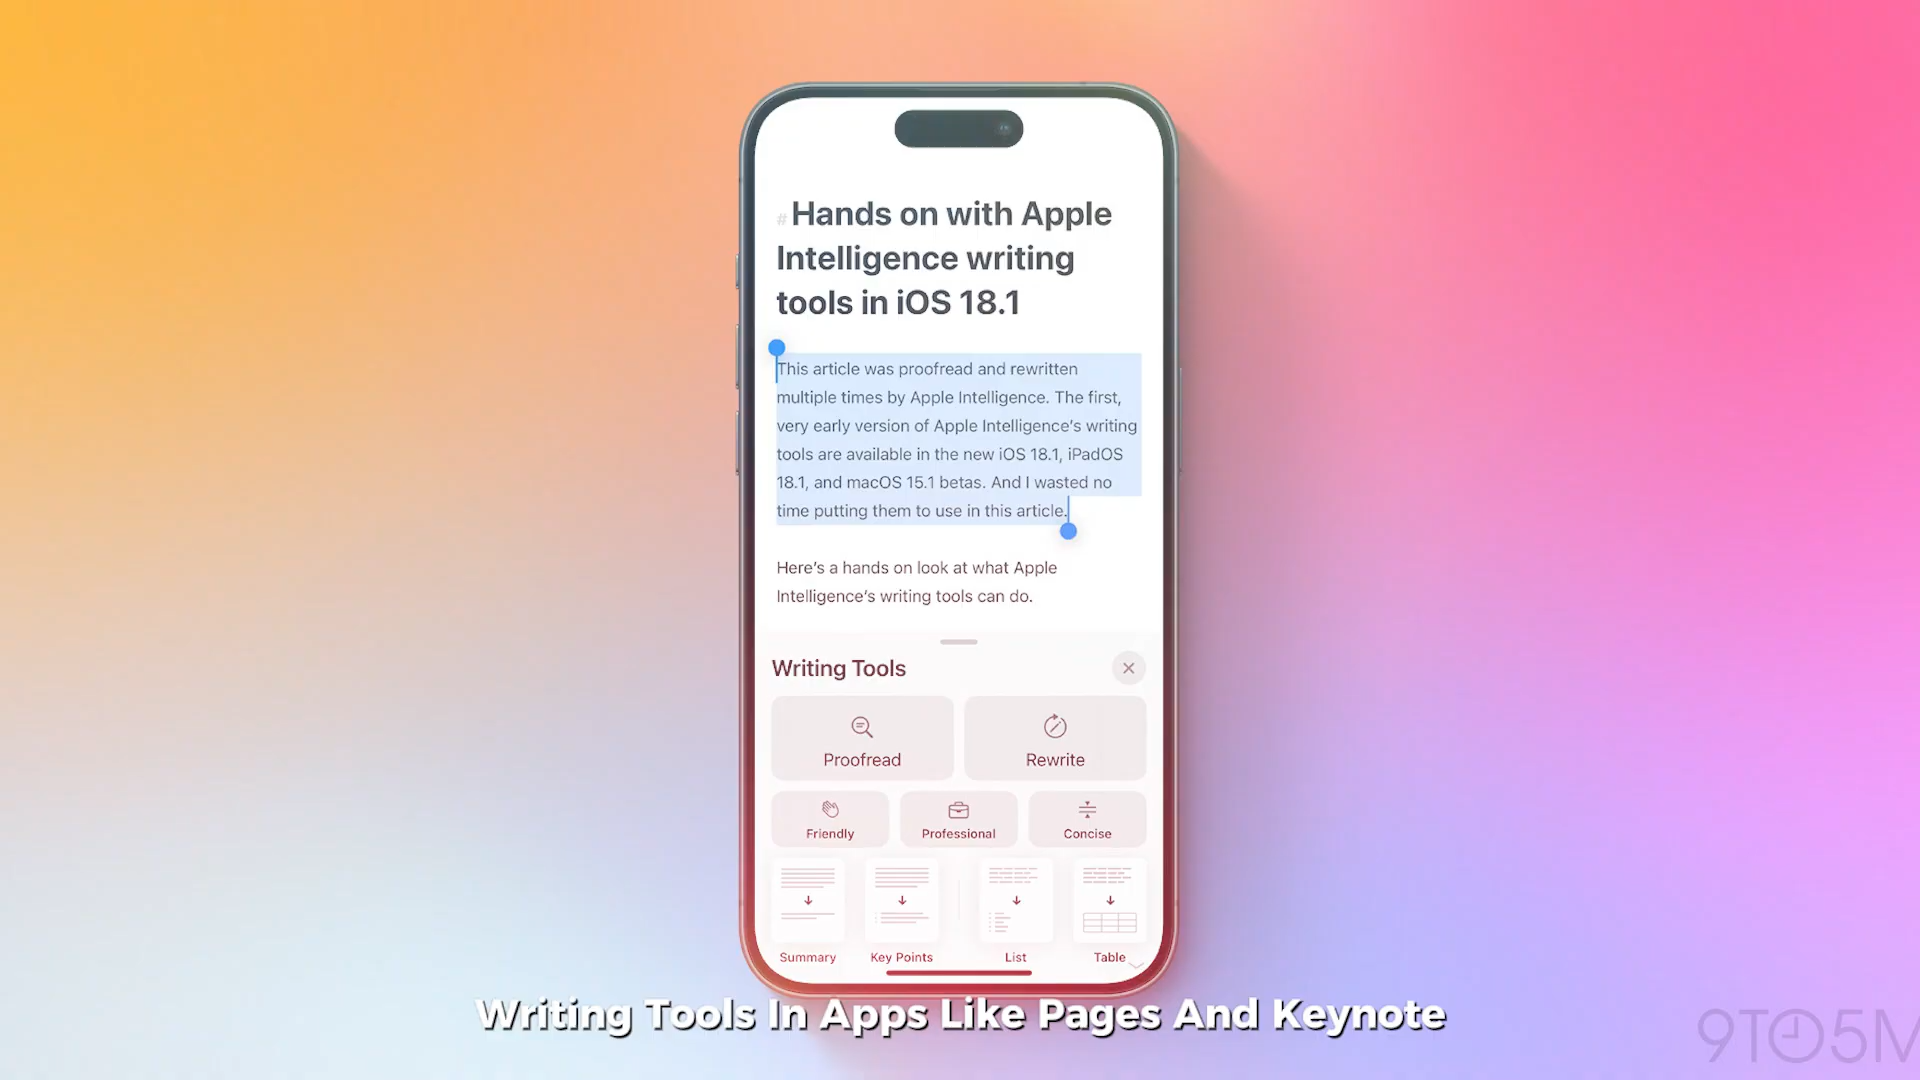 # Hands on with Apple
Intelligence writing
tools in iOS 18.1
This article was proofread and rewritten
multiple times by Apple Intelligence. The first,
very early version of Apple Intelligence's writing
tools are available in the new iOS 18.1, iPadOS
18.1, and macOS 15.1 betas. And I wasted no
time putting them to use in this article.
Here's a hands on look at what Apple
Intelligence's writing tools can do.
Writing Tools
Proofread
Rewrite
Friendly
Professional
Concise
Summary
Key Points
List
Table
Writing Tools In Apps Like Pages And Keynote
9TO5M